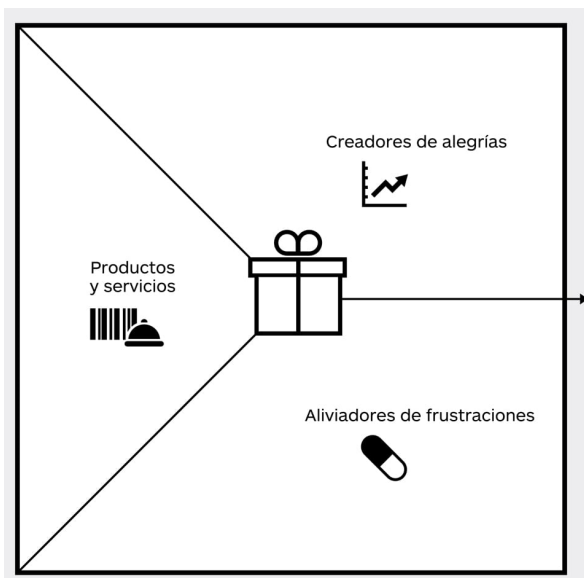 Creadores de alegrías
Productos
y servicios
Aliviadores de frustraciones